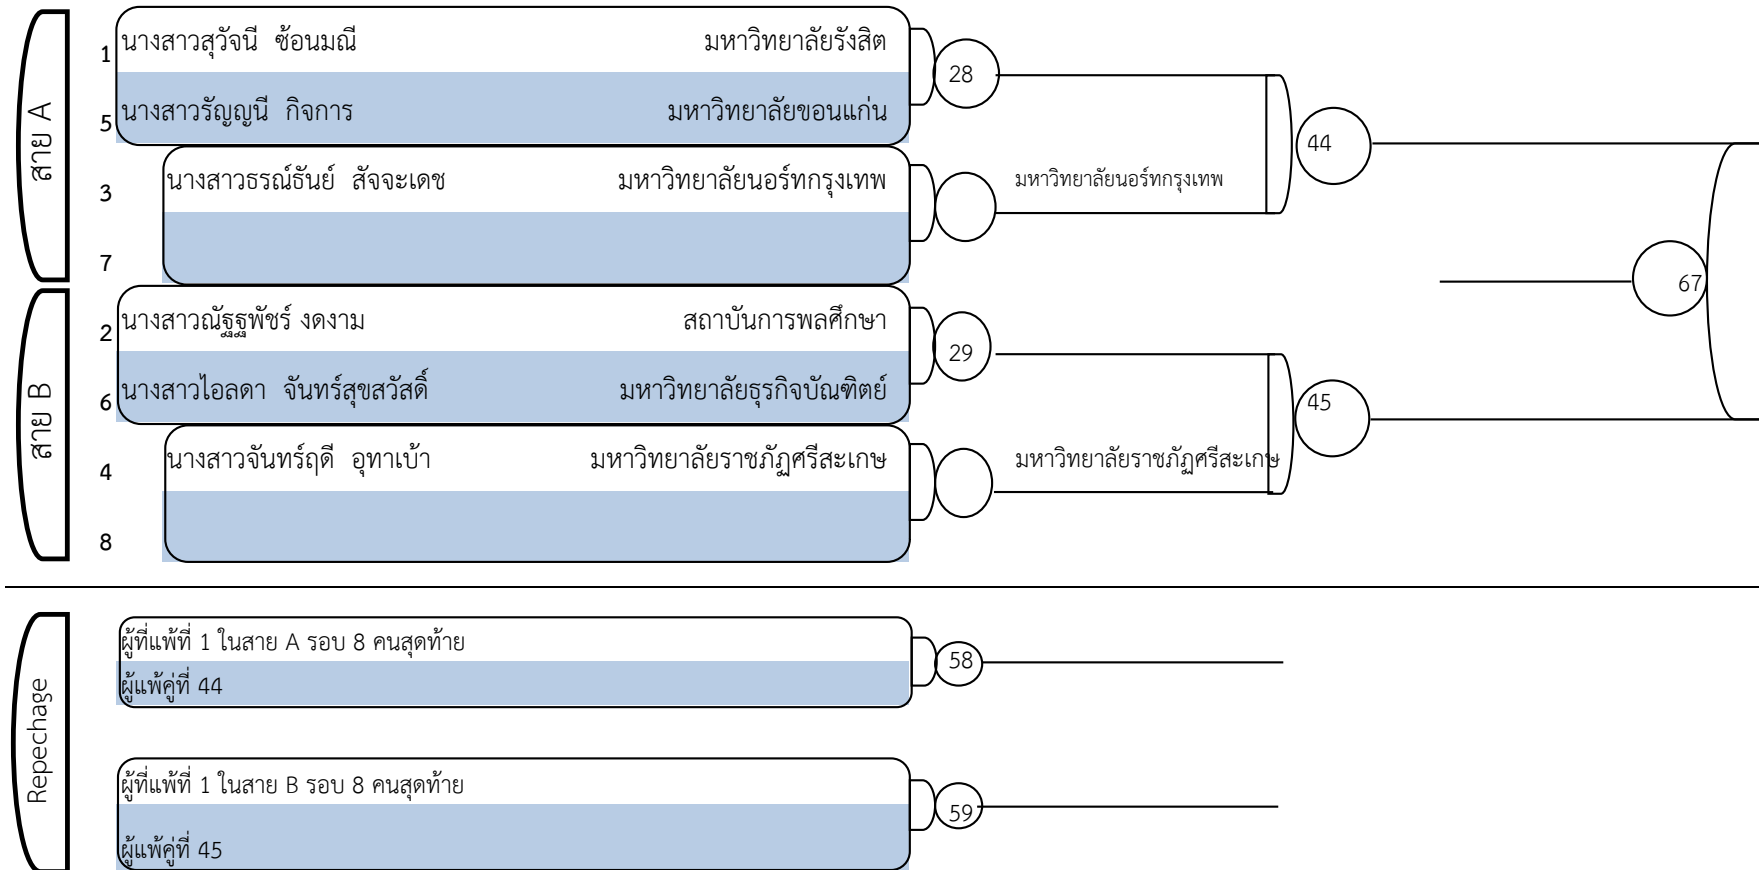 สาย A
1 นางสาวสุวัจนี ซ้อนมณี มหาวิทยาลัยรังสิต
28
5 นางสาวรัญญนี กิจการ มหาวิทยาลัยขอนแก่น
44
3 นางสาวธรณ์ธันย์ สัจจะเดช มหาวิทยาลัยนอร์ทกรุงเทพ มหาวิทยาลัยนอร์ทกรุงเทพ
7
67
สาย B
2 นางสาวณัฐฐพัชร์ งดงาม สถาบันการพลศึกษา
29
6 นางสาวไอลดา จันทร์สุขสวัสดิ์ มหาวิทยาลัยธุรกิจบัณฑิตย์
45
4 นางสาวจันทร์ฤดี อุทาเบ้า มหาวิทยาลัยราชภัฏศรีสะเกษ มหาวิทยาลัยราชภัฏศรีสะเกษ
8
Repechage
ผู้ที่แพ้ที่ 1 ในสาย A รอบ 8 คนสุดท้าย
58
ผู้แพ้คู่ที่ 44
ผู้ที่แพ้ที่ 1 ในสาย B รอบ 8 คนสุดท้าย
59
ผู้แพ้คู่ที่ 45